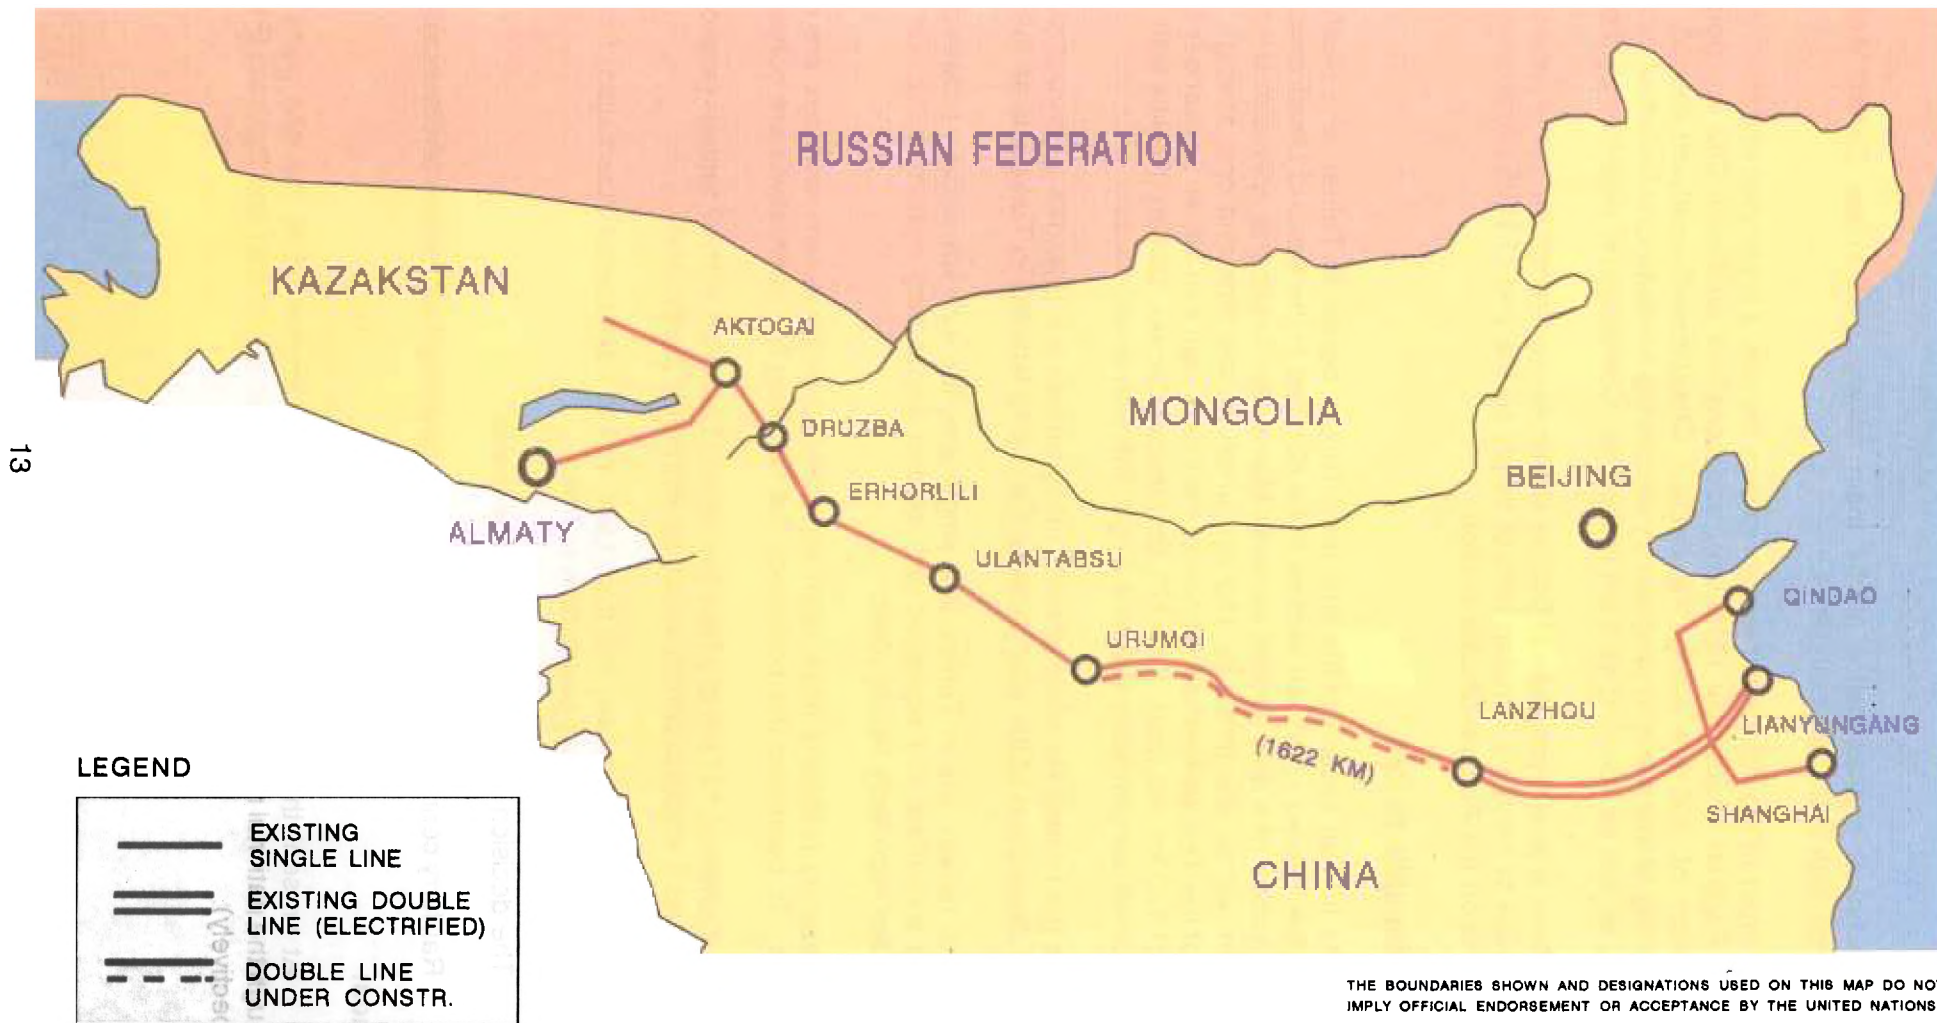 RUSSIAN FEDERATION
KAZAKSTAN
AKTOGAI
MONGOLIA
DRUZBA
13
BEIJING
ERHORLILI
ALMATY
ULANTABSU
QINDAO
URUMQI
LANZHOU
LIANYUNGANG
(1622 KM)
SHANGHAI
CHINA
LEGEND
EXISTING
SINGLE LINE
EXISTING DOUBLE
LINE (ELECTRIFIED)
DOUBLE LINE
UNDER CONSTR.
THE BOUNDARIES SHOWN AND DESIGNATIONS USED ON THIS MAP DO NO
IMPLY OFFICIAL ENDORSEMENT OR ACCEPTANCE BY THE UNITED NATIONS